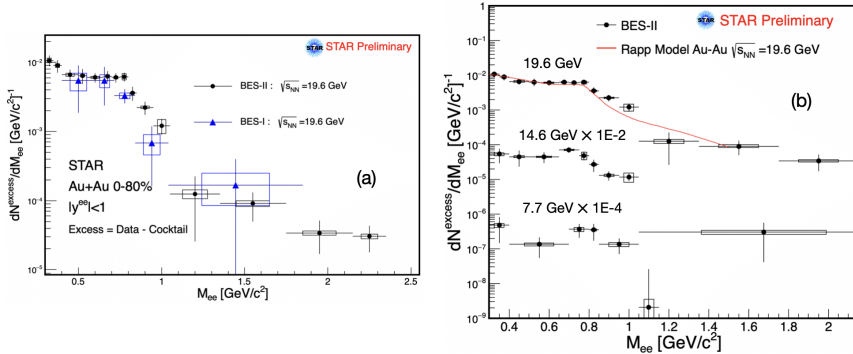 STAR STAR Preliminary
BES-II : √sNN =19.6 GeV
BES-I : √sNN =19.6 GeV
STAR
Au+Au 0-80%
|yee|<1
Excess = Data - Cocktail
(a)
dNexcess/dMee [GeV/c2]-1
10-2
10-3
10-4
10-5
0.5 1 1.5 2 2.5
Mee [GeV/c2]
BES-II STAR STAR Preliminary
Rapp Model Au-Au √sNN =19.6 GeV
19.6 GeV
(b)
14.6 GeV × 1E-2
7.7 GeV × 1E-4
dNexcess/dMee [GeV/c2]-1
1
10-1
10-2
10-3
10-4
10-5
10-6
10-7
10-8
10-9
0.4 0.6 0.8 1 1.2 1.4 1.6 1.8 2
Mee [GeV/c2]